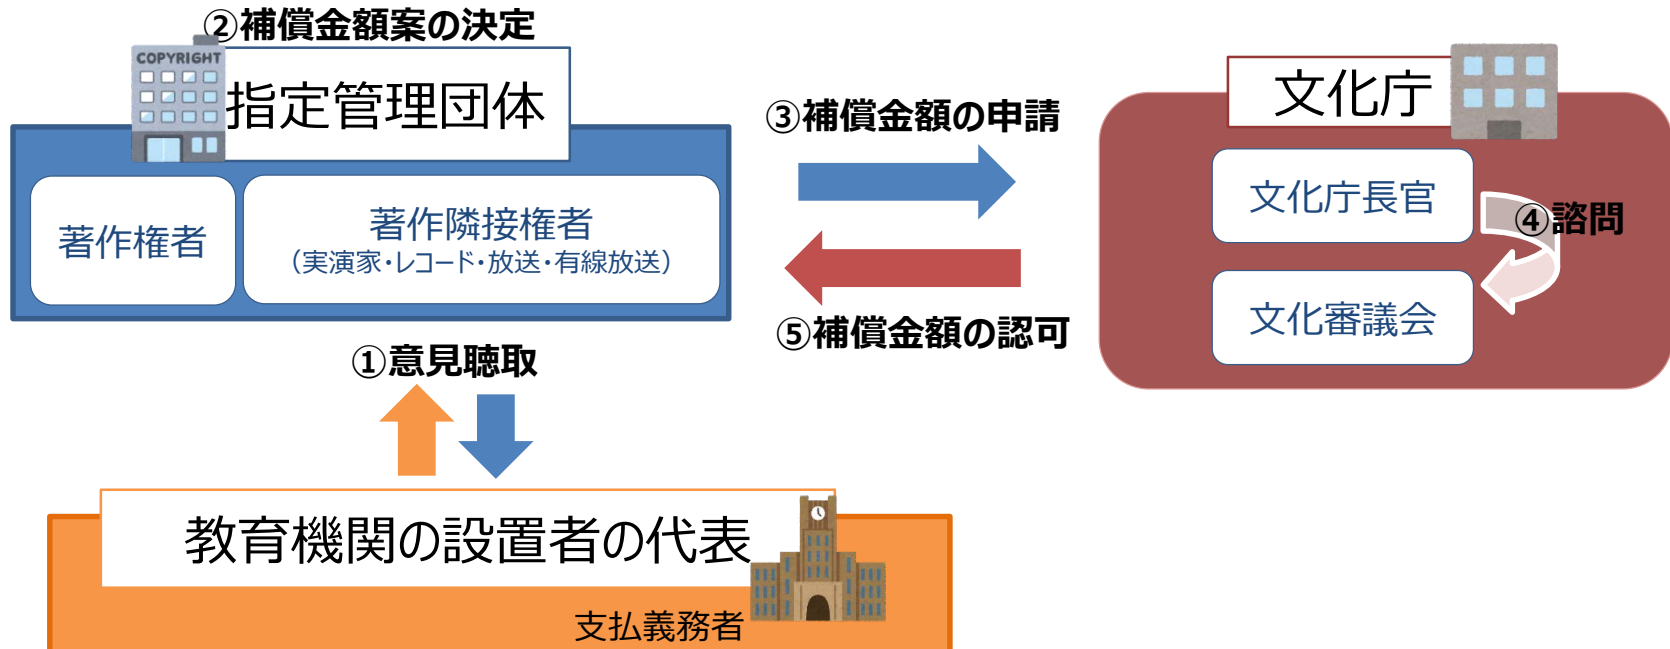 ②補償金額案の決定
COPYRIGHT
指定管理団体
著作権者
著作隣接権者
（実演家・レコード・放送・有線放送）
③補償金額の申請
⑤補償金額の認可
文化庁
文化庁長官
④諮問
文化審議会
①意見聴取
教育機関の設置者の代表
支払義務者